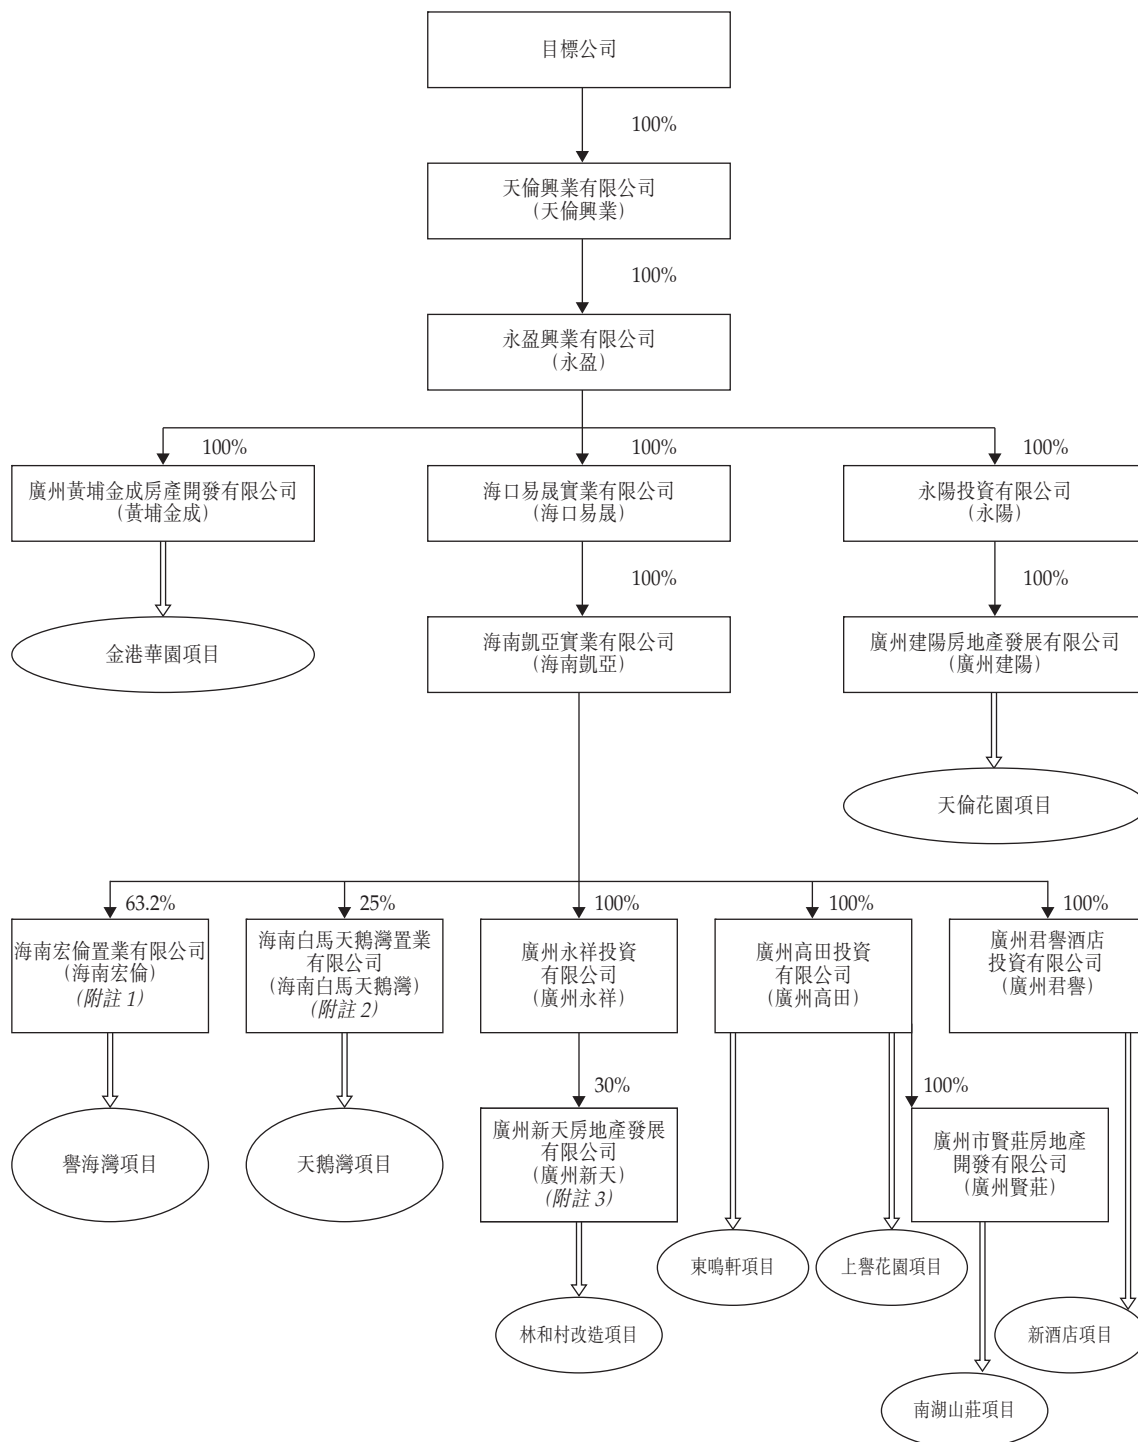 目標公司
100%
天倫興業有限公司
(天倫興業)
100%
永盈興業有限公司
(永盈)
100%
100%
100%
廣州黃埔金成房產開發有限公司
(黃埔金成)
海口易晟實業有限公司
(海口易晟)
永陽投資有限公司
(永陽)
100%
100%
金港華園項目
海南凱亞實業有限公司
(海南凱亞)
廣州建陽房地產發展有限公司
(廣州建陽)
天倫花園項目
63.2%
25%
100%
100%
100%
海南宏倫置業有限公司
(海南宏倫)
(附註 1)
海南白馬天鵝灣置業
有限公司
(海南白馬天鵝灣)
(附註 2)
廣州永祥投資
有限公司
(廣州永祥)
廣州高田投資
有限公司
(廣州高田)
廣州君譽酒店
投資有限公司
(廣州君譽)
30%
100%
譽海灣項目
天鵝灣項目
廣州新天房地產發展
有限公司
(廣州新天)
(附註 3)
廣州市賢莊房地產
開發有限公司
(廣州賢莊)
東鳴軒項目
上譽花園項目
林和村改造項目
新酒店項目
南湖山莊項目